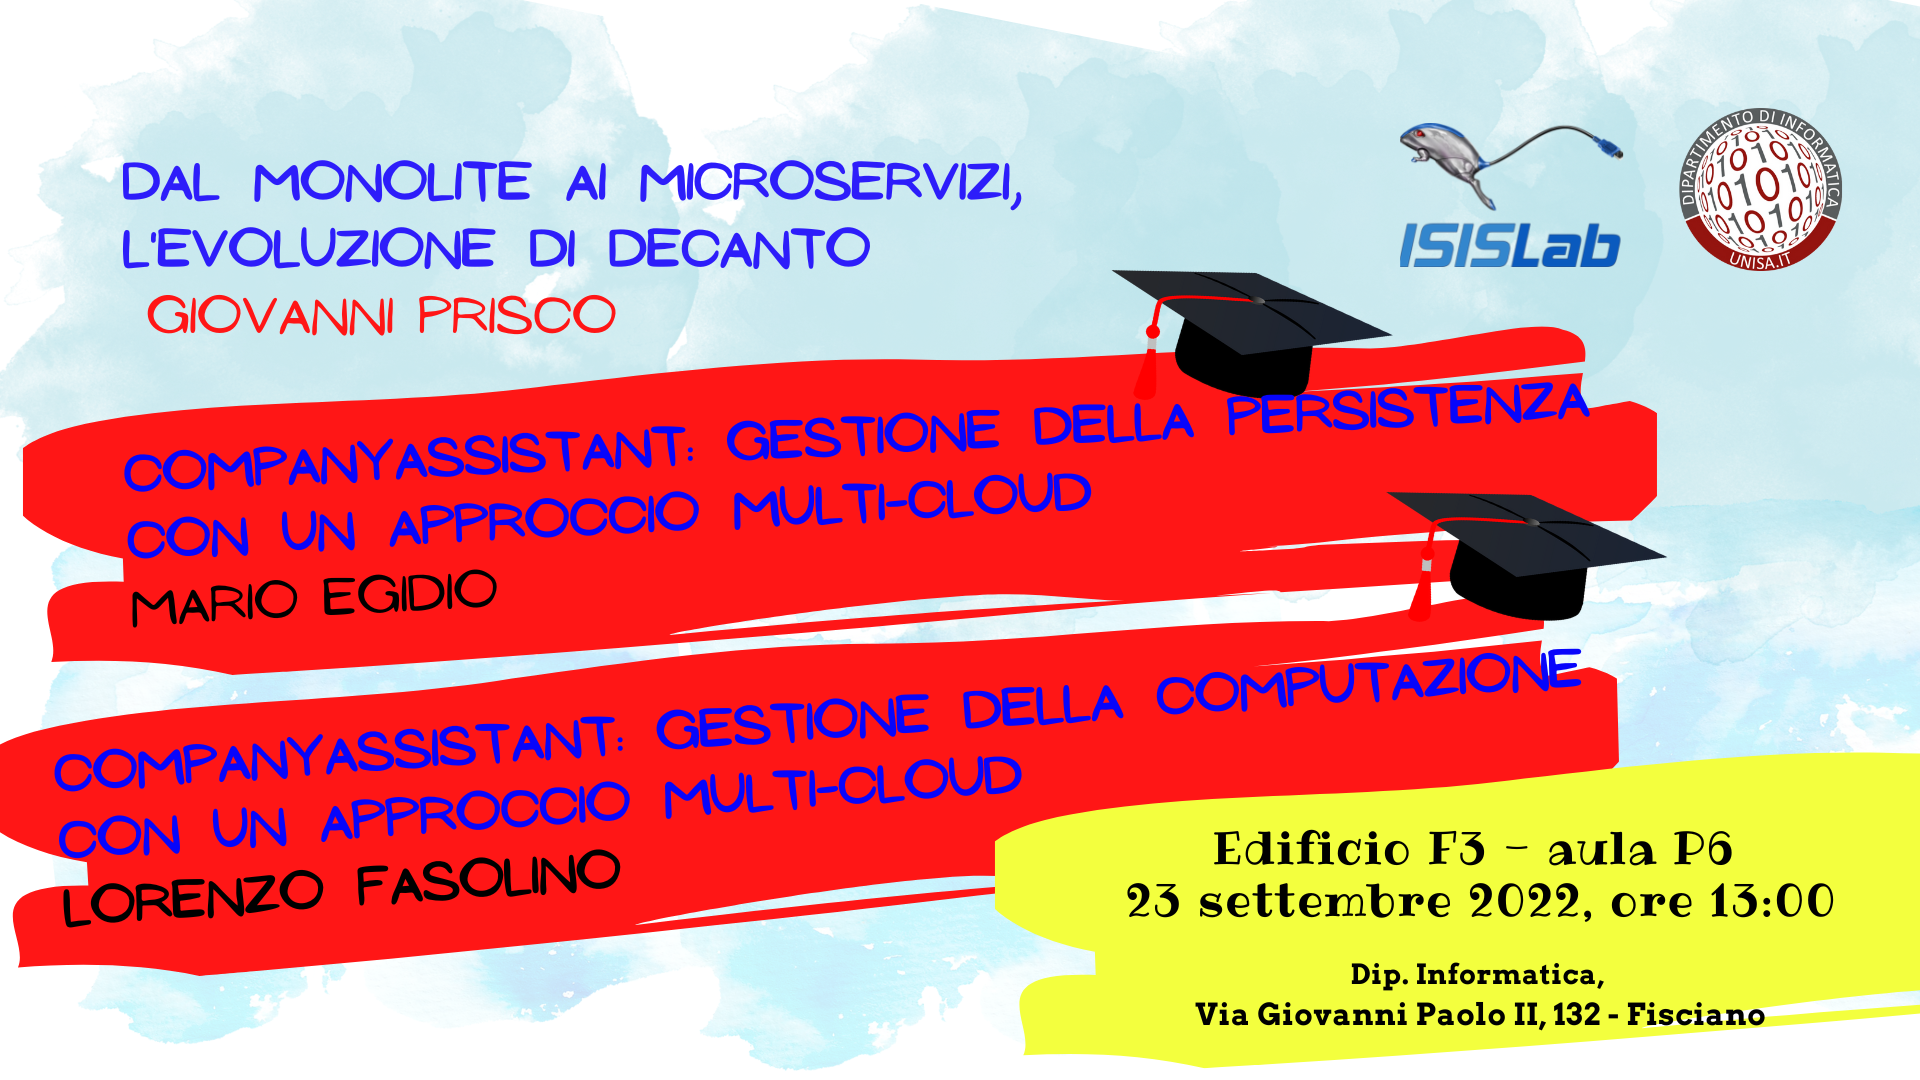 DAL MONOLITE AI MICROSERVIZI,
L'EVOLUZIONE DI DECANTO
GIOVANNI PRISCO
ISISLab
DIPARTIMENTO DI INFORMATICA
UNISA.IT
COMPANYASSISTANT: GESTIONE DELLA PERSISTENZA
CON UN APPROCCIO MULTI-CLOUD
MARIO EGIDIO
COMPANYASSISTANT: GESTIONE DELLA COMPUTAZIONE
CON UN APPROCCIO MULTI-CLOUD
LORENZO FASOLINO
Edificio F3 - aula P6
23 settembre 2022, ore 13:00
Dip. Informatica,
Via Giovanni Paolo II, 132 - Fisciano